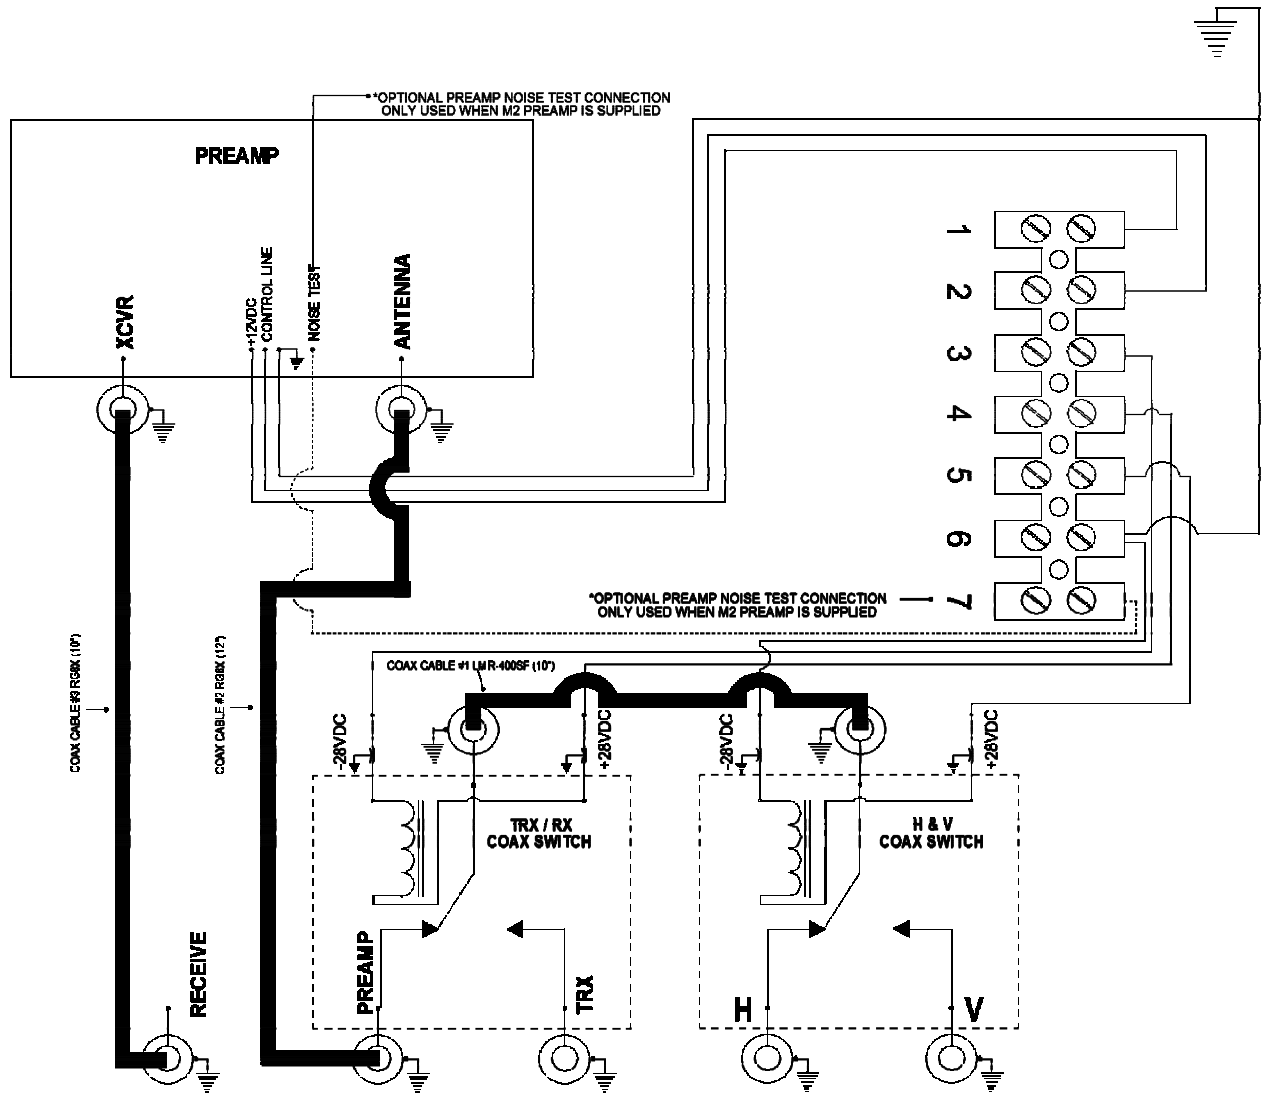 *OPTIONAL PREAMP NOISE TEST CONNECTION
ONLY USED WHEN M2 PREAMP IS SUPPLIED
PREAMP
XCVR
+12VDC
CONTROL LINE
NOISE TEST
ANTENNA
1
2
3
4
5
6
7
*OPTIONAL PREAMP NOISE TEST CONNECTION
ONLY USED WHEN M2 PREAMP IS SUPPLIED
COAX CABLE #3 RG8X (10")
COAX CABLE #2 RG8X (12")
COAX CABLE #1 LMR-400SF (10")
-28VDC
+28VDC
-28VDC
+28VDC
TRX / RX
COAX SWITCH
H & V
COAX SWITCH
RECEIVE
PREAMP
TRX
H
V